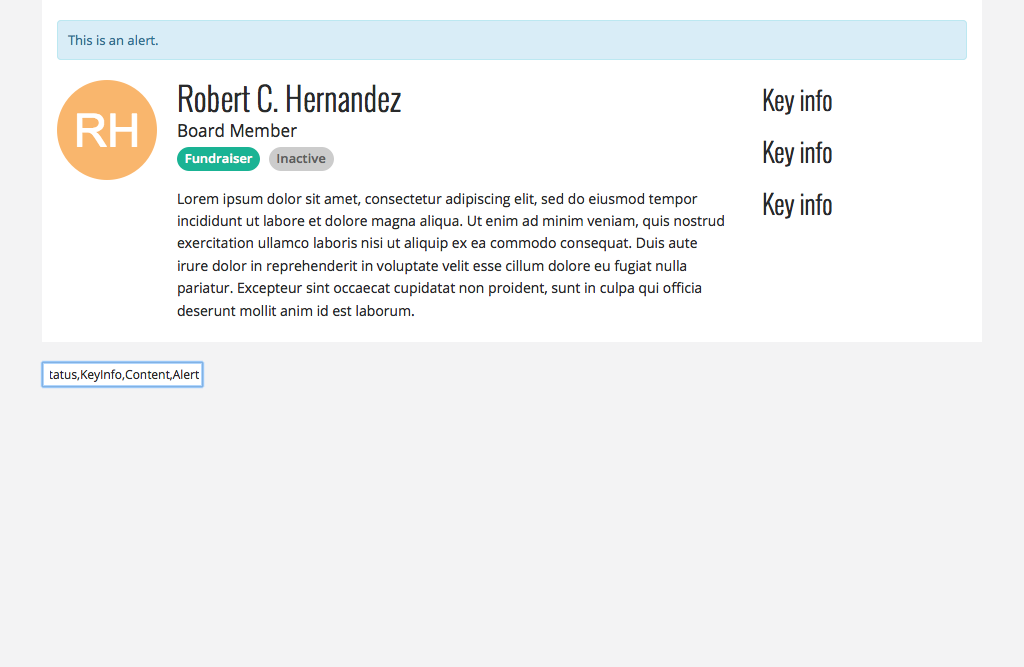 This is an alert.
RH
Robert C. Hernandez
Board Member
Fundraiser Inactive
Lorem ipsum dolor sit amet, consectetur adipiscing elit, sed do eiusmod tempor
incididunt ut labore et dolore magna aliqua. Ut enim ad minim veniam, quis nostrud
exercitation ullamco laboris nisi ut aliquip ex ea commodo consequat. Duis aute
irure dolor in reprehenderit in voluptate velit esse cillum dolore eu fugiat nulla
pariatur. Excepteur sint occaecat cupidatat non proident, sunt in culpa qui officia
deserunt mollit anim id est laborum.
Key info
Key info
Key info
tatus,KeyInfo,Content,Alert